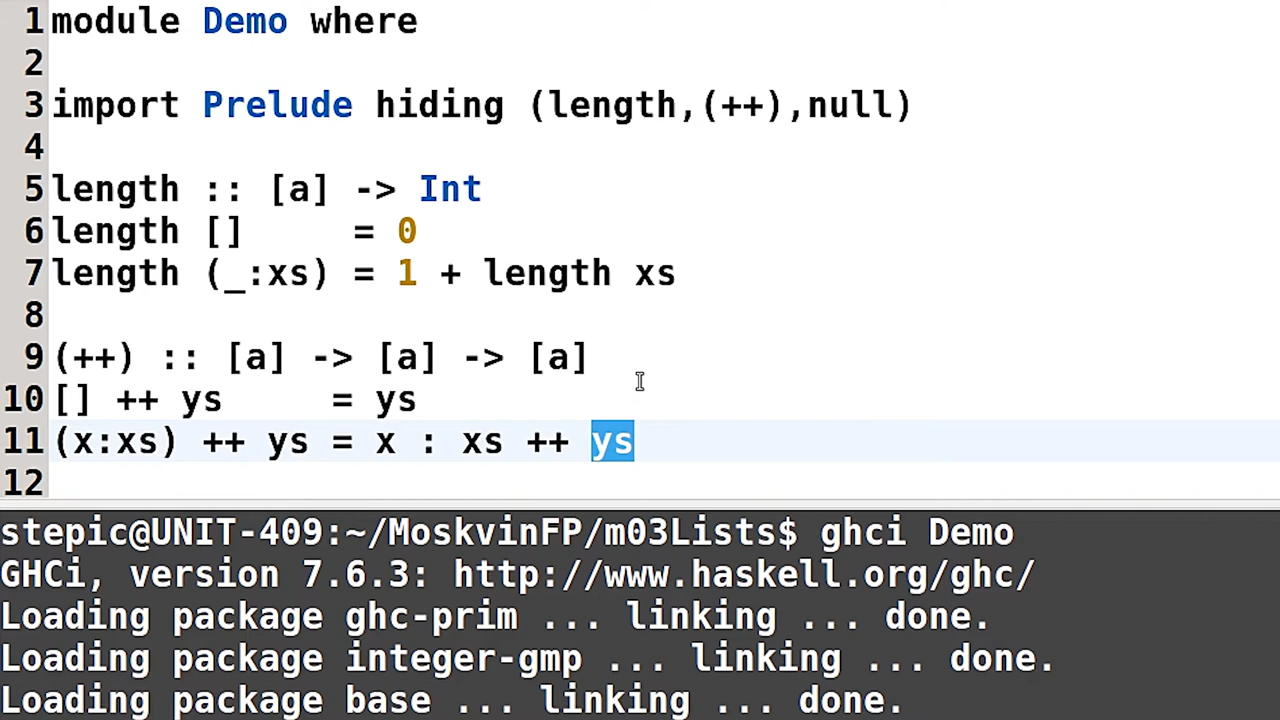 1 module Demo where
2
3 import Prelude hiding (length,(++),null)
4
5 length :: [a] -> Int
6 length []     = 0
7 length (_:xs) = 1 + length xs
8
9 (++) :: [a] -> [a] -> [a]
10 [] ++ ys     = ys
11 (x:xs) ++ ys = x : xs ++ ys
12
stepic@UNIT-409:~/MoskvinFP/m03Lists$ ghci Demo
GHCi, version 7.6.3: http://www.haskell.org/ghc/
Loading package ghc-prim ... linking ... done.
Loading package integer-gmp ... linking ... done.
Loading package base ... linking ... done.